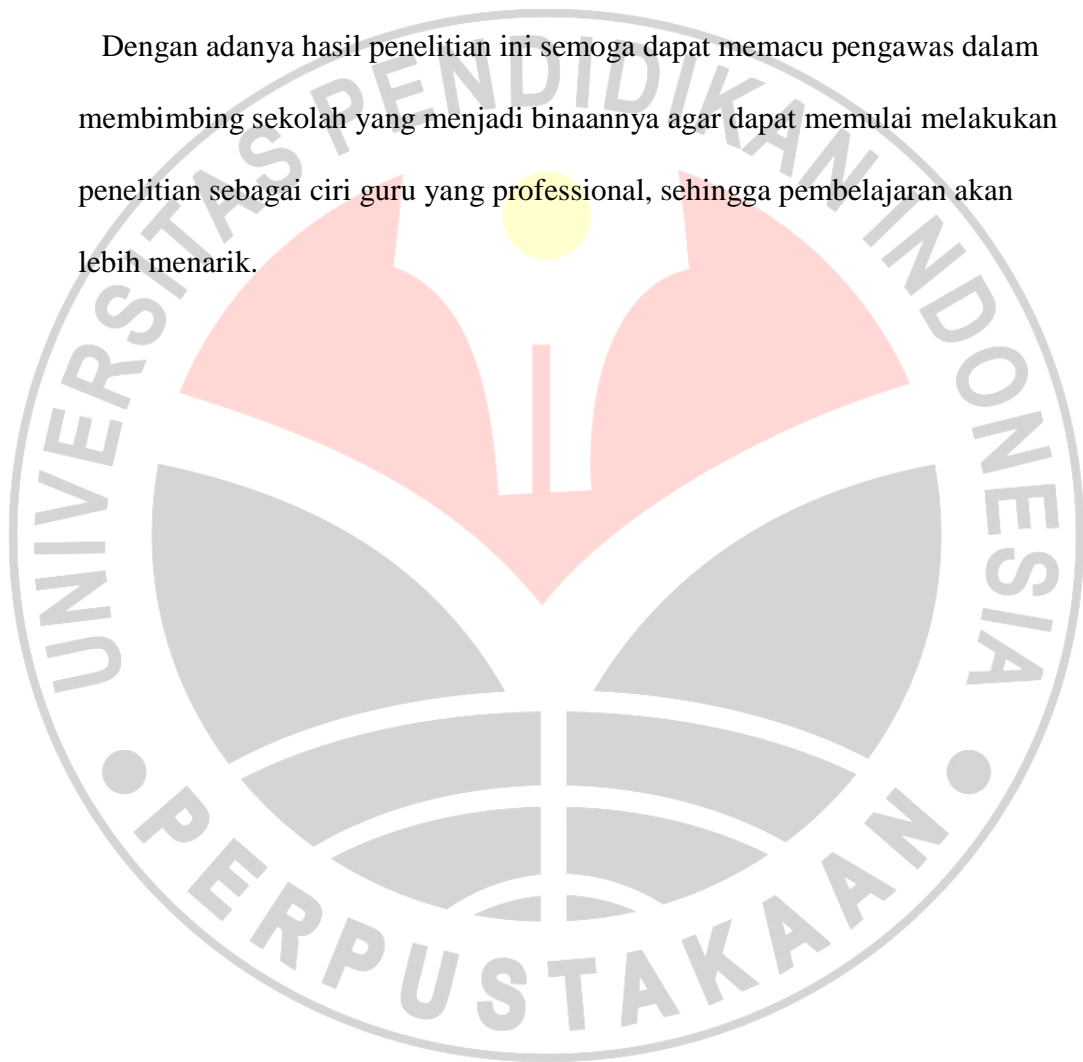 Dengan adanya hasil penelitian ini semoga dapat memacu pengawas dalam
membimbing sekolah yang menjadi binaannya agar dapat memulai melakukan
penelitian sebagai ciri guru yang professional, sehingga pembelajaran akan
lebih menarik.
UNIVERSITAS PENDIDIKAN INDONESIA
PERPUSTAKAAN